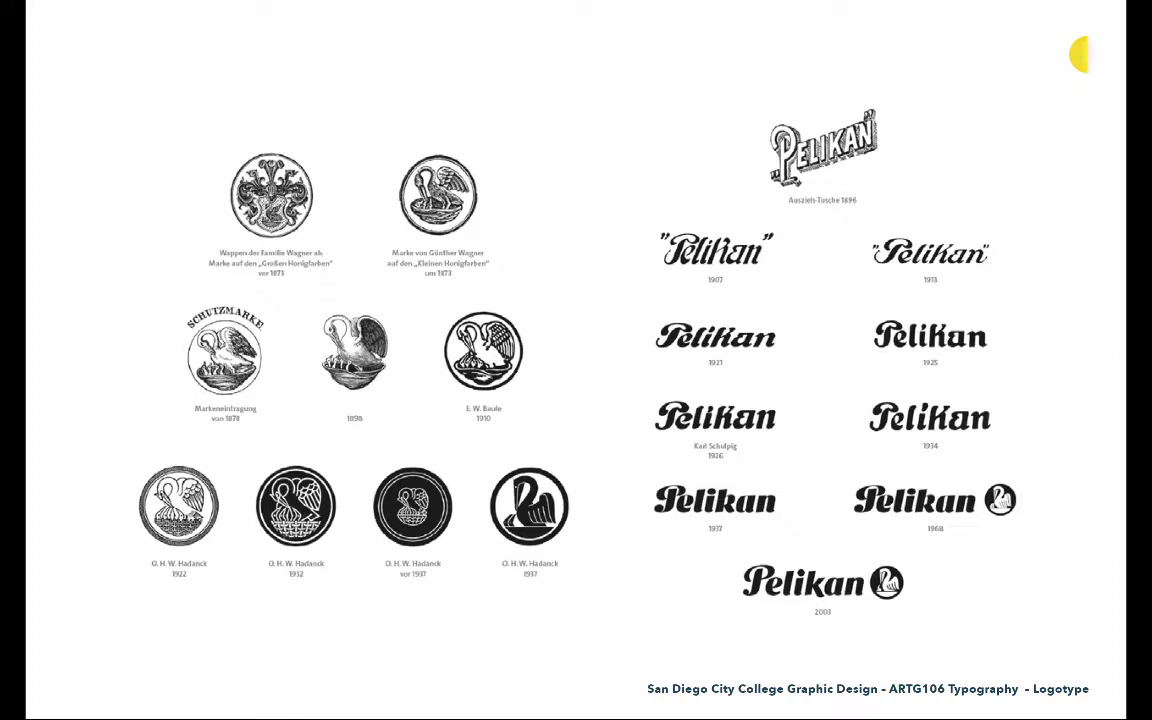 Wappen der Familie Wagner als
Marke auf den „Großen Honigfarben“
vor 1873
Marke von Günther Wagner
auf den „Kleinen Honigfarben“
um 1873
SCHUTZMARKE.
Markeneintragung
von 1878
1898
E. W. Baule
1910
O. H. W. Hadanck
1922
O. H. W. Hadanck
1932
O. H. W. Hadanck
vor 1937
O. H. W. Hadanck
1937
"PELIKAN"
Auszieh-Tusche 1896
"Pelikan"
1907
"Pelikan"
1913
Pelikan
1921
Pelikan
1925
Pelikan
Karl Schulpig
1926
Pelikan
1934
Pelikan
1937
Pelikan
1968
Pelikan
2003
San Diego City College Graphic Design - ARTG106 Typography - Logotype